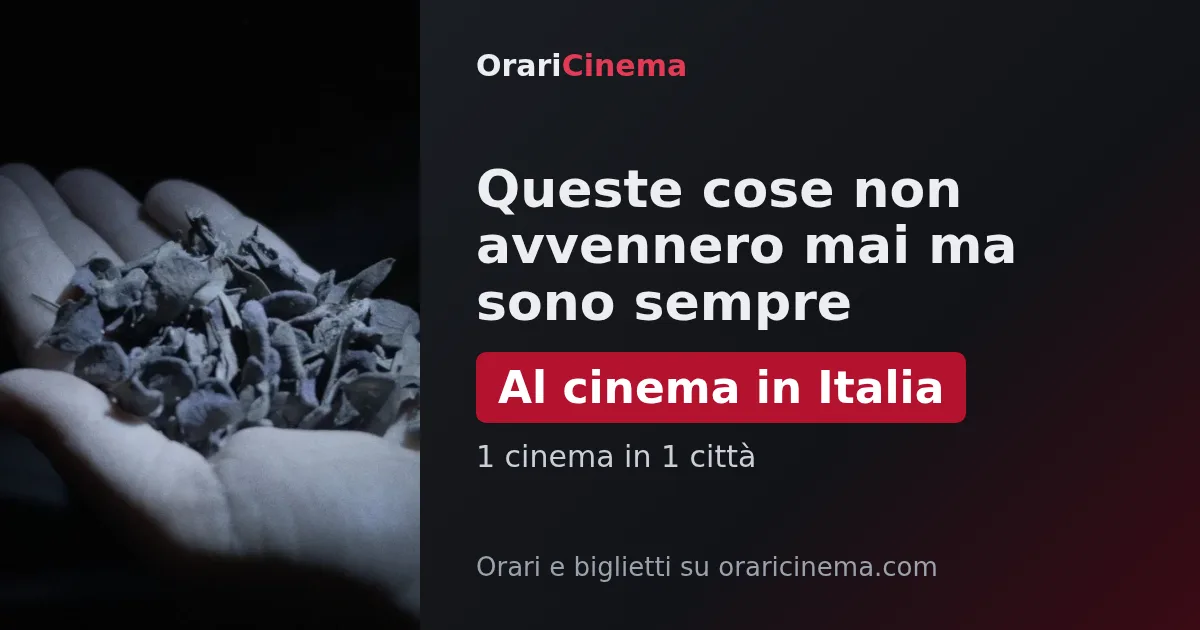 OrariCinema
Queste cose non
avvennero mai ma
sono sempre
Al cinema in Italia
1 cinema in 1 città
Orari e biglietti su oraricinema.com